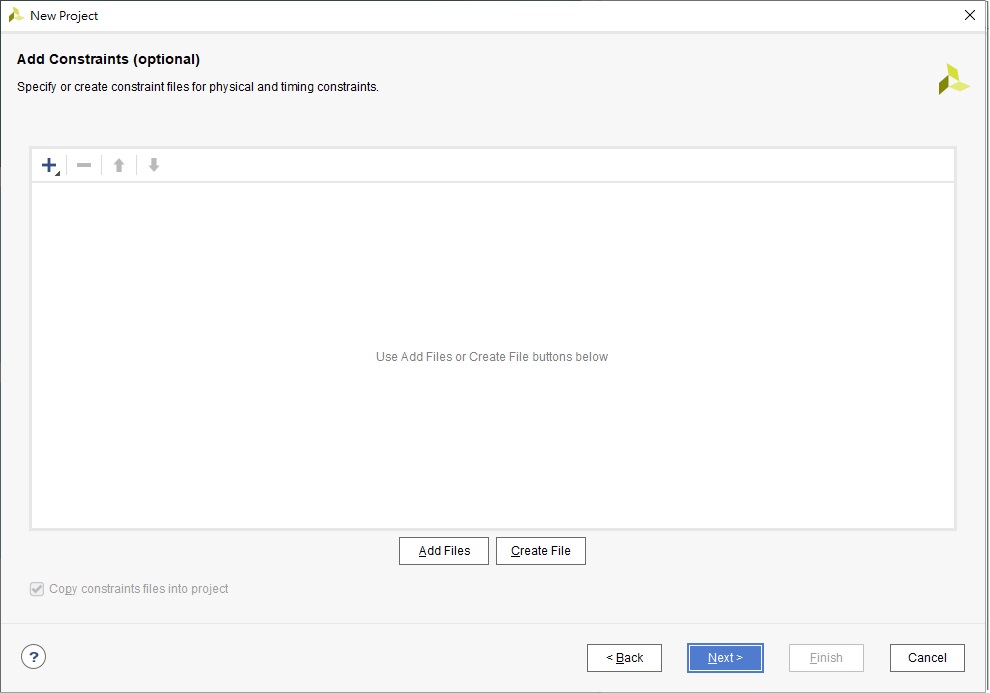 New Project
Add Constraints (optional)
Specify or create constraint files for physical and timing constraints.
Use Add Files or Create File buttons below
Add Files
Create File
Copy constraints files into project
?
< Back
Next >
Finish
Cancel